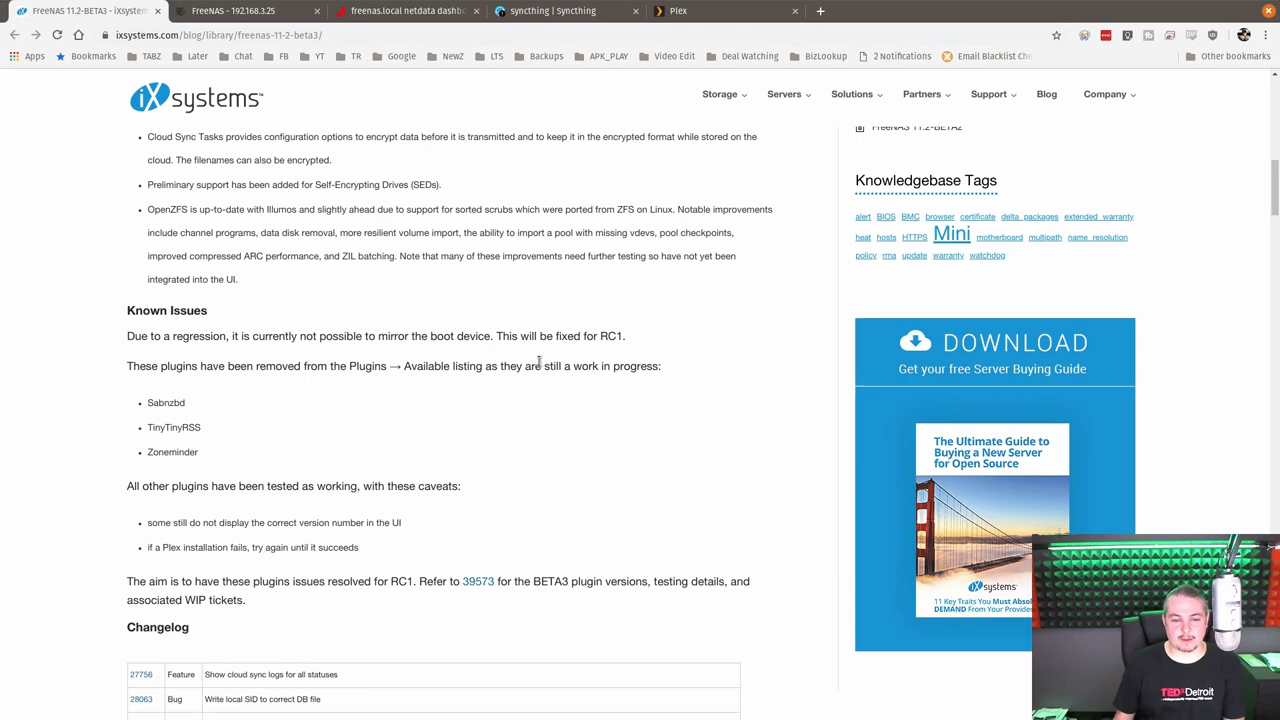 FreeNAS 11.2-BETA3 - iXsystems
FreeNAS - 192.168.3.25
freenas.local netdata dashbo
syncthing | Syncthing
Plex
ixsystems.com/blog/library/freenas-11-2-beta3/
Apps
Bookmarks
TABZ
Later
Chat
FB
YT
TR
Google
NewZ
LTS
Backups
APK_PLAY
Video Edit
Deal Watching
BizLookup
2 Notifications
Email Blacklist Che
Other bookmarks
iXsystems
Storage
Servers
Solutions
Partners
Support
Blog
Company
Cloud Sync Tasks provides configuration options to encrypt data before it is transmitted and to keep it in the encrypted format while stored on the
cloud. The filenames can also be encrypted.
Preliminary support has been added for Self-Encrypting Drives (SEDs).
OpenZFS is up-to-date with Illumos and slightly ahead due to support for sorted scrubs which were ported from ZFS on Linux. Notable improvements
include channel programs, data disk removal, more resilient volume import, the ability to import a pool with missing vdevs, pool checkpoints,
improved compressed ARC performance, and ZIL batching. Note that many of these improvements need further testing so have not yet been
integrated into the UI.
Known Issues
Due to a regression, it is currently not possible to mirror the boot device. This will be fixed for RC1.
These plugins have been removed from the Plugins → Available listing as they are still a work in progress:
Sabnzbd
TinyTinyRSS
Zoneminder
All other plugins have been tested as working, with these caveats:
some still do not display the correct version number in the UI
if a Plex installation fails, try again until it succeeds
The aim is to have these plugins issues resolved for RC1. Refer to 39573 for the BETA3 plugin versions, testing details, and
associated WIP tickets.
Changelog
27756 Feature Show cloud sync logs for all statuses
28063 Bug Write local SID to correct DB file
FreeNAS 11.2-BETA2
Knowledgebase Tags
alert BIOS BMC browser certificate delta_packages extended_warranty
heat hosts HTTPS Mini motherboard multipath name_resolution
policy rma update warranty watchdog
DOWNLOAD
Get your free Server Buying Guide
The Ultimate Guide to
Buying a New Server
for Open Source
iXsystems
11 Key Traits You Must Absol
DEMAND From Your Provide
TEDxDetroit